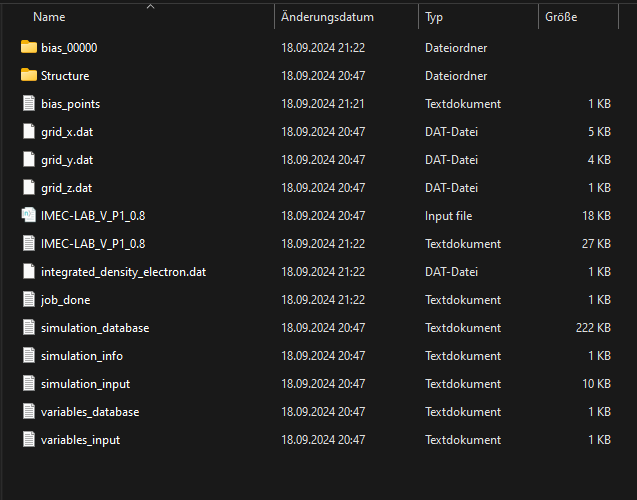 Name Änderungsdatum Typ Größe
bias_00000 18.09.2024 21:22 Dateiordner
Structure 18.09.2024 20:47 Dateiordner
bias_points 18.09.2024 21:21 Textdokument 1 KB
grid_x.dat 18.09.2024 20:47 DAT-Datei 5 KB
grid_y.dat 18.09.2024 20:47 DAT-Datei 4 KB
grid_z.dat 18.09.2024 20:47 DAT-Datei 1 KB
IMEC-LAB_V_P1_0.8 18.09.2024 20:47 Input file 18 KB
IMEC-LAB_V_P1_0.8 18.09.2024 21:22 Textdokument 27 KB
integrated_density_electron.dat 18.09.2024 21:22 DAT-Datei 1 KB
job_done 18.09.2024 21:22 Textdokument 1 KB
simulation_database 18.09.2024 20:47 Textdokument 222 KB
simulation_info 18.09.2024 20:47 Textdokument 1 KB
simulation_input 18.09.2024 20:47 Textdokument 10 KB
variables_database 18.09.2024 20:47 Textdokument 1 KB
variables_input 18.09.2024 20:47 Textdokument 1 KB